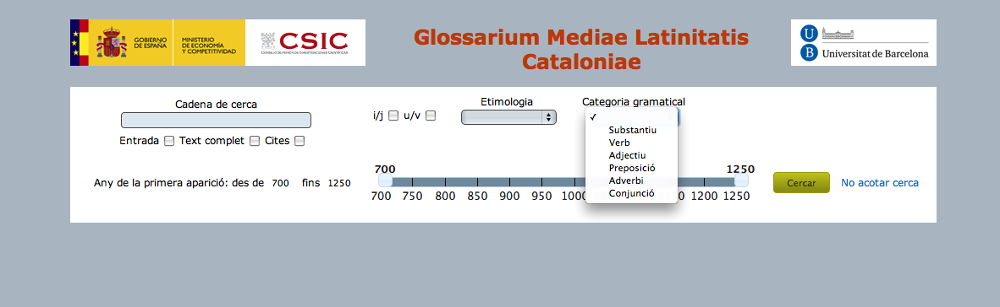 GOBIERNO
DE ESPAÑA
MINISTERIO
DE ECONOMÍA
Y COMPETITIVIDAD
CSIC
CONSEJO SUPERIOR DE INVESTIGACIONES CIENTÍFICAS
Glossarium Mediae Latinitatis
Cataloniae
U
B
Universitat de Barcelona
Cadena de cerca
Entrada Text complet Cites
i/j u/v
Etimologia
Categoria gramatical
✓
Substantiu
Verb
Adjectiu
Preposició
Adverbi
Conjunció
Any de la primera aparició: des de 700 fins 1250
700 1250
700 750 800 850 900 950 1200 1250
Cercar
No acotar cerca